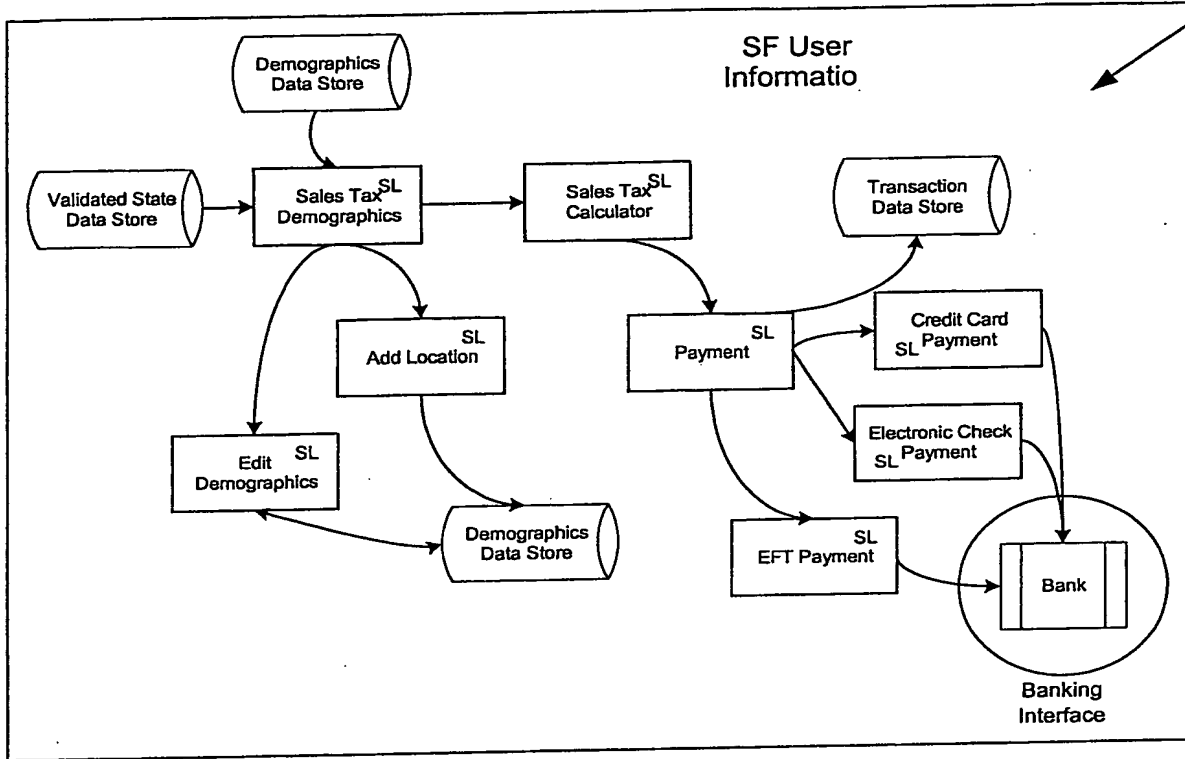 SF User
Informatio
Demographics
Data Store
Validated State
Data Store
Sales Tax SL
Demographics
Sales Tax SL
Calculator
Transaction
Data Store
SL
Add Location
SL
Payment
Credit Card
SL Payment
Electronic Check
SL Payment
Edit SL
Demographics
Demographics
Data Store
SL
EFT Payment
Bank
Banking
Interface